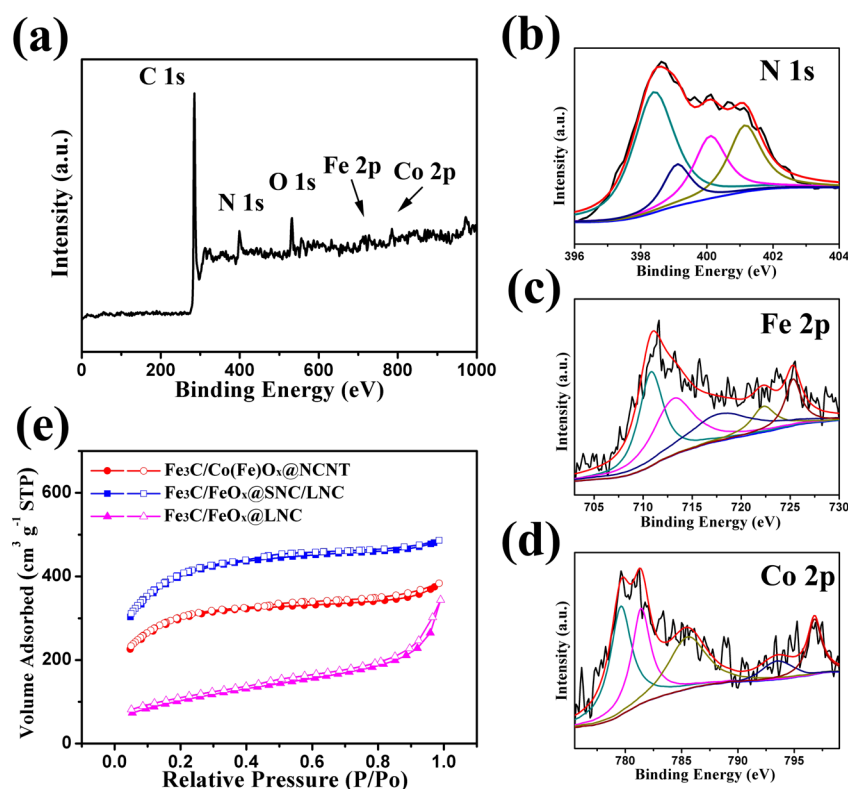 (a)
C 1s
N 1s
O 1s
Fe 2p
Co 2p
Intensity (a.u.)
0 200 400 600 800 1000
Binding Energy (eV)
(b)
N 1s
Intensity (a.u.)
396 398 400 402 404
Binding Energy (eV)
(c)
Fe 2p
Intensity (a.u.)
705 710 715 720 725 730
Binding Energy (eV)
(d)
Co 2p
Intensity (a.u.)
780 785 790 795
Binding Energy (eV)
(e)
Fe₃C/Co(Fe)Oₓ@NCNT
Fe₃C/FeOₓ@SNC/LNC
Fe₃C/FeOₓ@LNC
Volume Adsorbed (cm³ g⁻¹ STP)
600
400
200
0
0.0 0.2 0.4 0.6 0.8 1.0
Relative Pressure (P/Po)